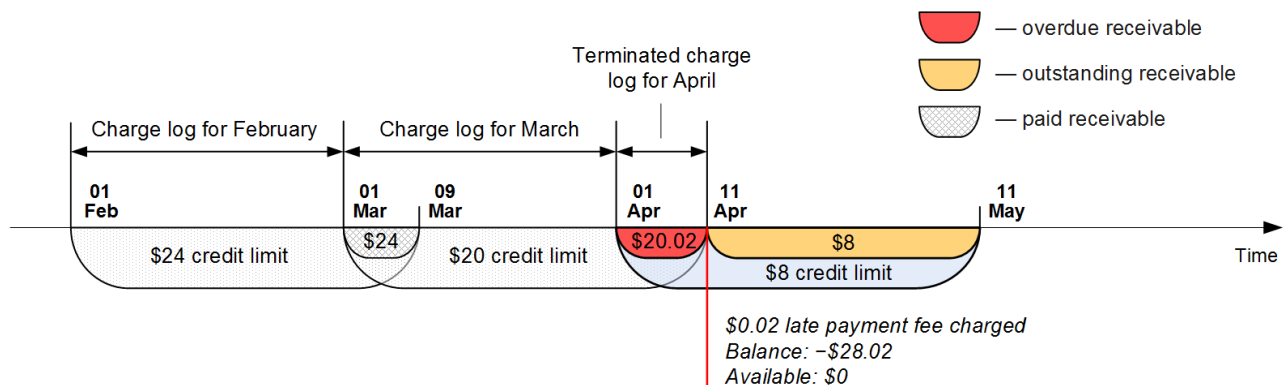 — overdue receivable
— outstanding receivable
— paid receivable
Terminated charge
log for April
Charge log for February
Charge log for March
01
Feb
01
Mar
09
Mar
01
Apr
11
Apr
11
May
$24
$20.02
$8
$24 credit limit
$20 credit limit
$8 credit limit
Time
$0.02 late payment fee charged
Balance: −$28.02
Available: $0